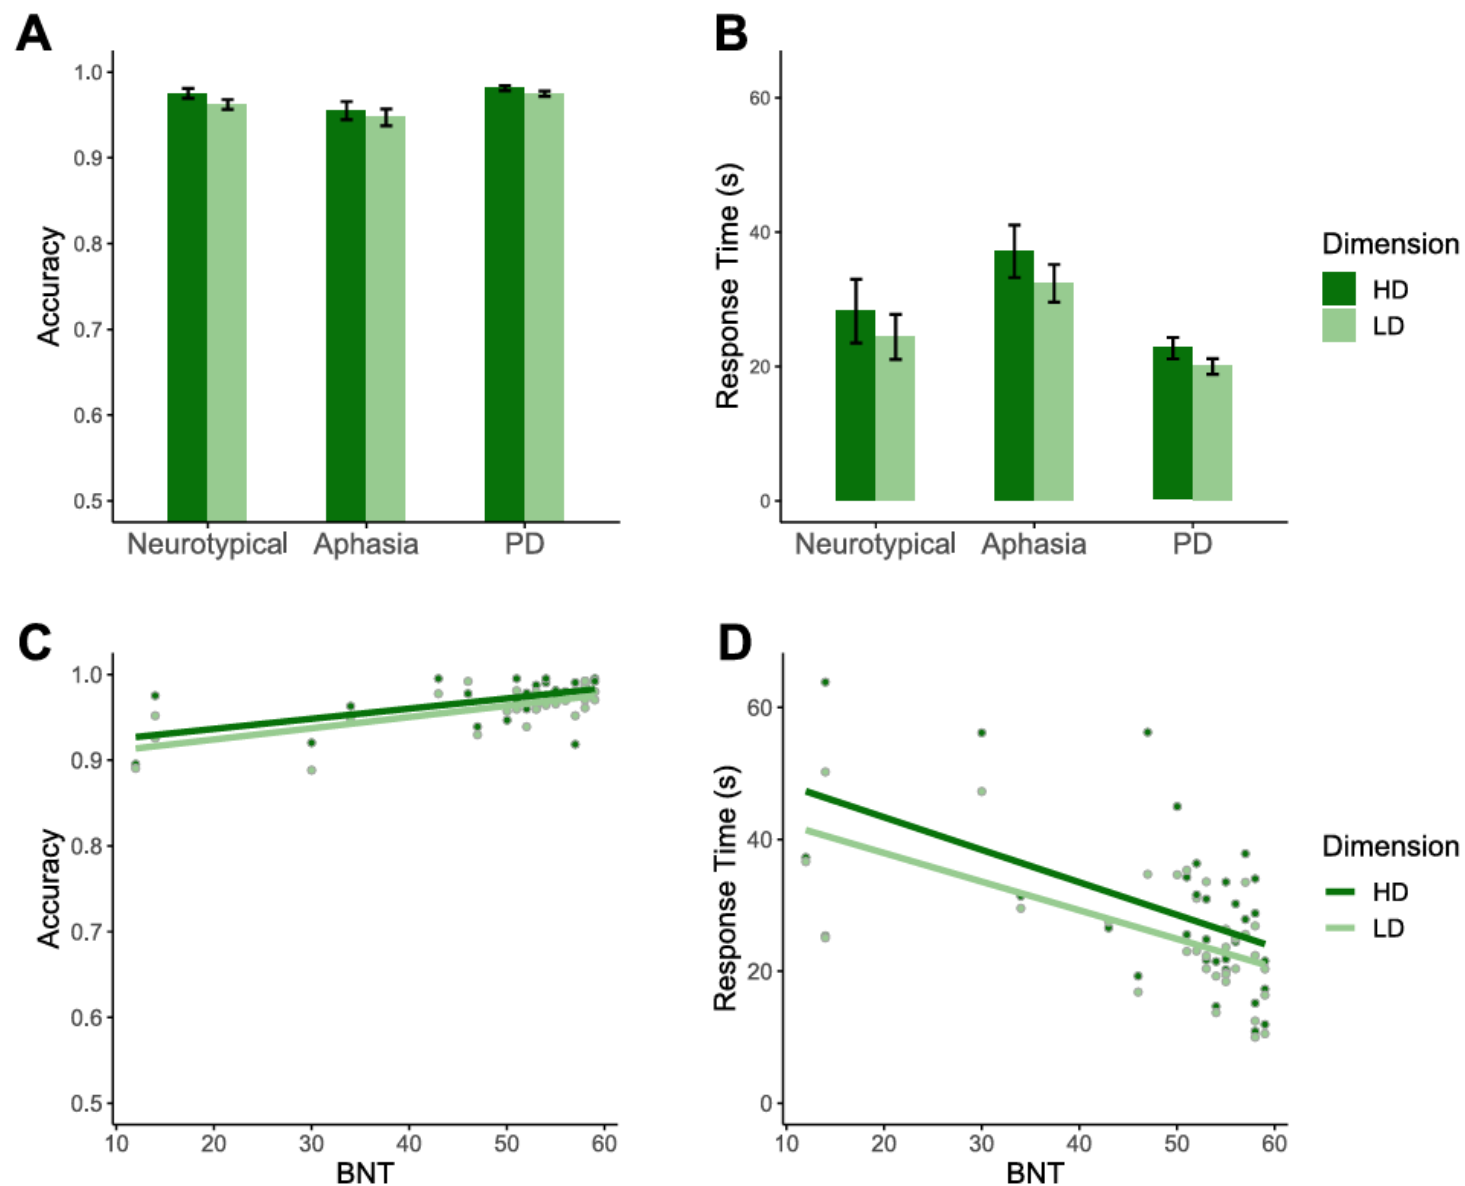 A
Accuracy
1.0
0.9
0.8
0.7
0.6
0.5
Neurotypical Aphasia PD
B
Response Time (s)
60
40
20
0
Neurotypical Aphasia PD
Dimension
HD
LD
C
Accuracy
1.0
0.9
0.8
0.7
0.6
0.5
10 20 30 40 50 60
BNT
D
Response Time (s)
60
40
20
0
10 20 30 40 50 60
BNT
Dimension
HD
LD